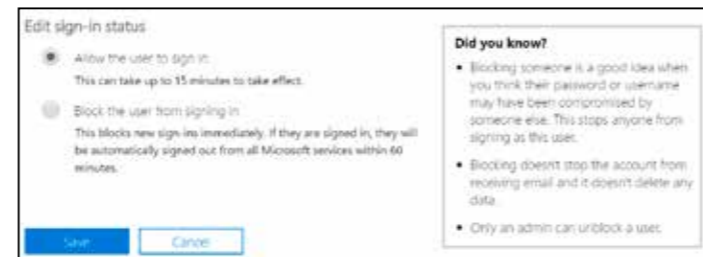 Edit sign-in status
Allow the user to sign in
This can take up to 15 minutes to take effect.
Block the user from signing in
This blocks new sign-ins immediately. If they are signed in, they will
be automatically signed out from all Microsoft services within 60
minutes.
Save
Cancel
Did you know?
• Blocking someone is a good idea when
you think their password or username
may have been compromised by
someone else. This stops anyone from
signing as this user.
• Blocking doesn't stop the account from
receiving email and it doesn't delete any
data.
• Only an admin can unblock a user.